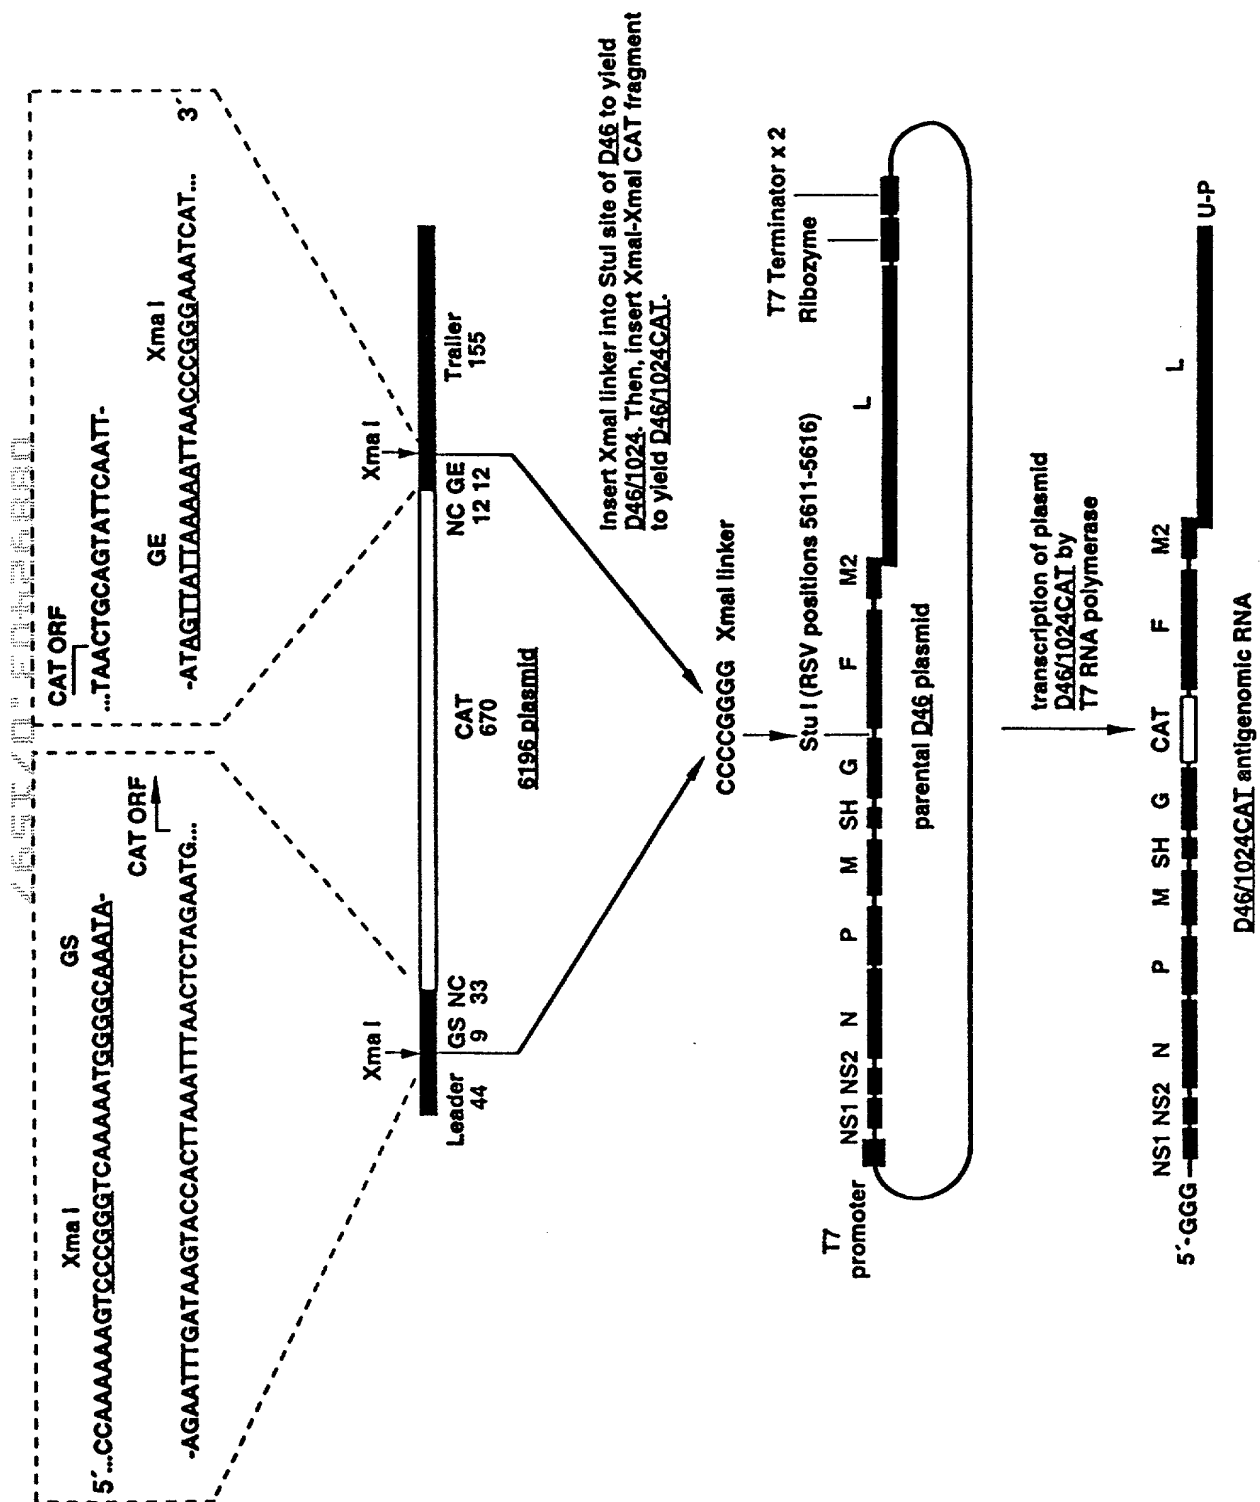 Xma I
GS
5´...CCAAAAAGTCCCGGGTCAAAAATGGGGCAAATA-
CAT ORF
-AGAATTTGATAAGTACCACTTAAATTTAACTCTAGAATG...
CAT ORF
...TAACTGCAGTATTCAATT-
GE
Xma I
-ATAGTTATTAAAAATTAACCCGGGAAATCAT...
3´
Xma I
Xma I
Leader
44
GS NC
9 33
CAT
670
NC GE
12 12
Trailer
155
6196 plasmid
Insert XmaI linker into StuI site of D46 to yield
D46/1024. Then, insert XmaI-XmaI CAT fragment
to yield D46/1024CAT.
CCCCGGGG XmaI linker
Stu I (RSV positions 5611-5616)
T7 Terminator x 2
Ribozyme
T7
promoter
NS1 NS2 N P M SH G F M2 L
parental D46 plasmid
transcription of plasmid
D46/1024CAT by
T7 RNA polymerase
NS1 NS2 N P M SH G CAT F M2 L
5´-GGG
U-P
D46/1024CAT antigenomic RNA